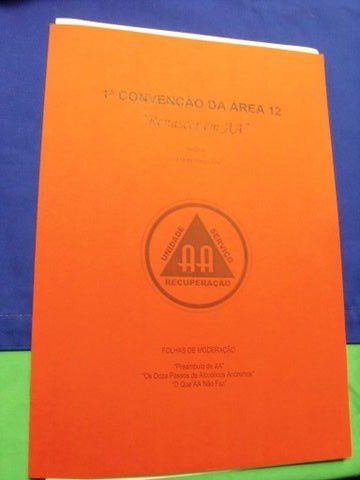 1ª CONVENÇÃO DA ÁREA 12
"Renascer em AA"
UNIDADE
SERVIÇO
AA
RECUPERAÇÃO
FOLHAS DE MODERAÇÃO
"Preâmbulo de AA"
"Os Doze Passos de Alcoólicos Anónimos"
"O Que AA Não Faz"